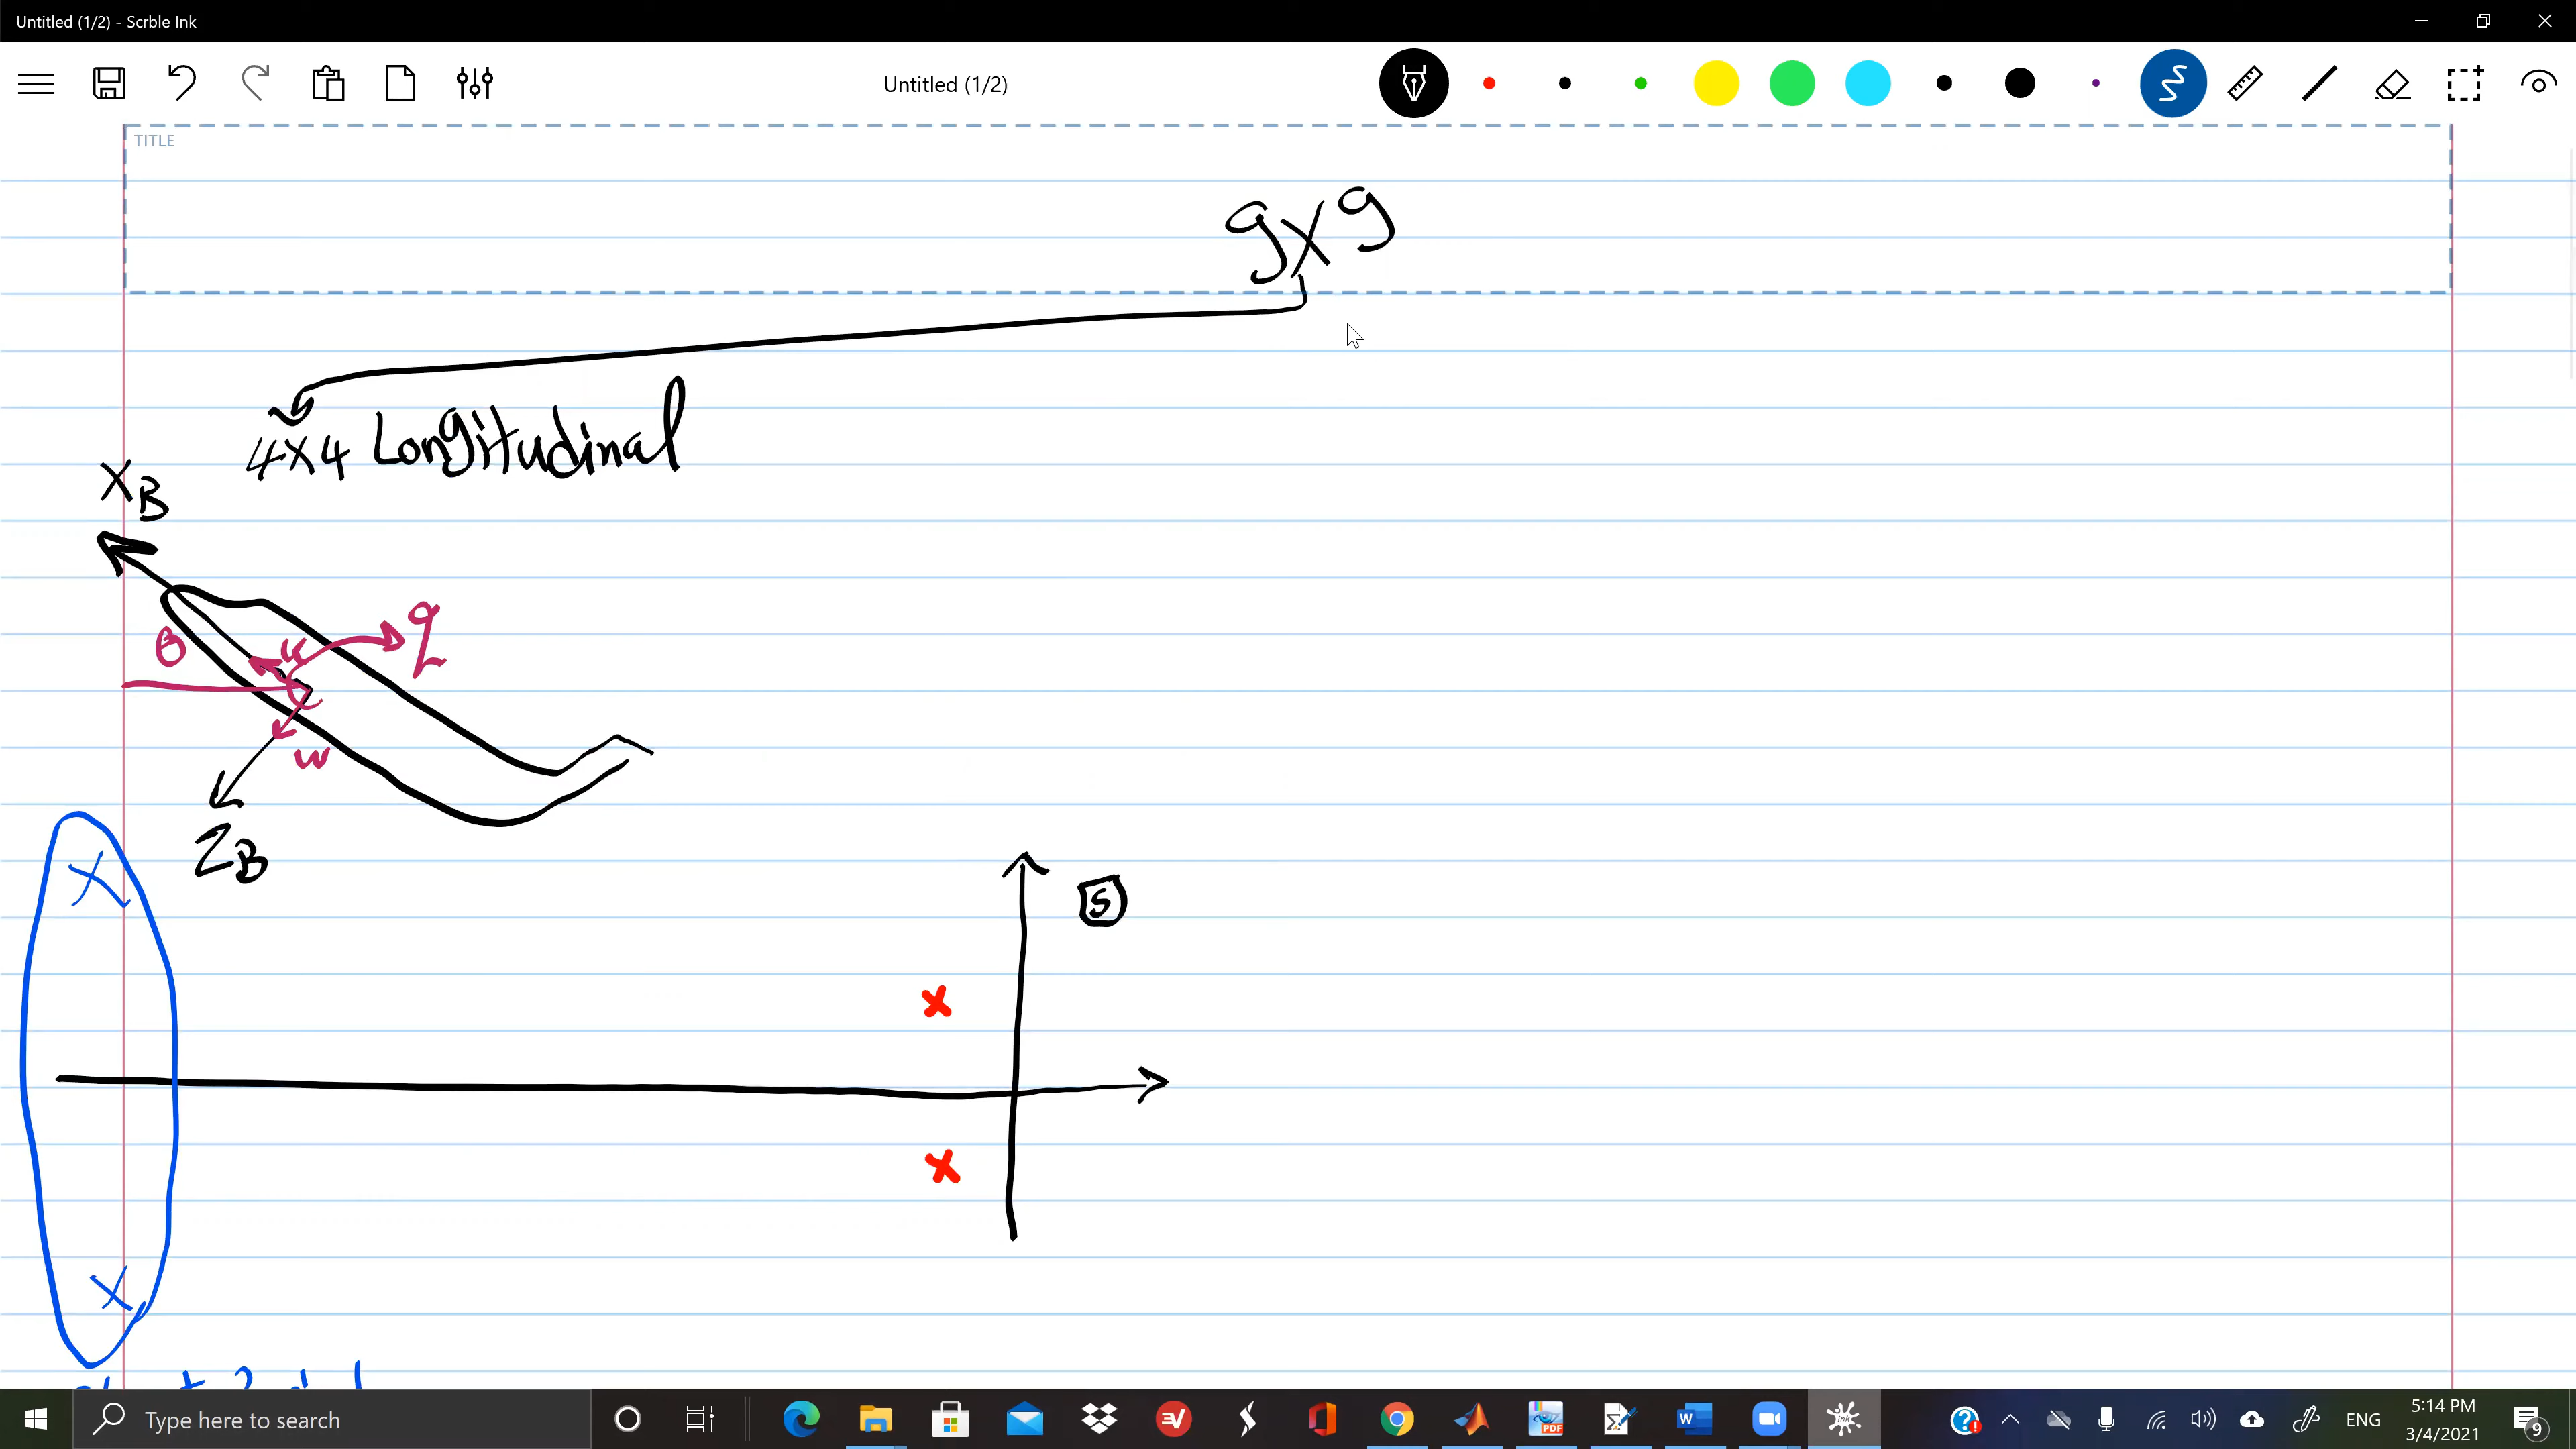 Untitled (1/2) - Scrble Ink
Untitled (1/2)
TITLE
9x9
4x4 Longitudinal
XB
θ
u
q
w
ZB
X
S
x
x
X
Type here to search
ENG
5:14 PM
3/4/2021
9